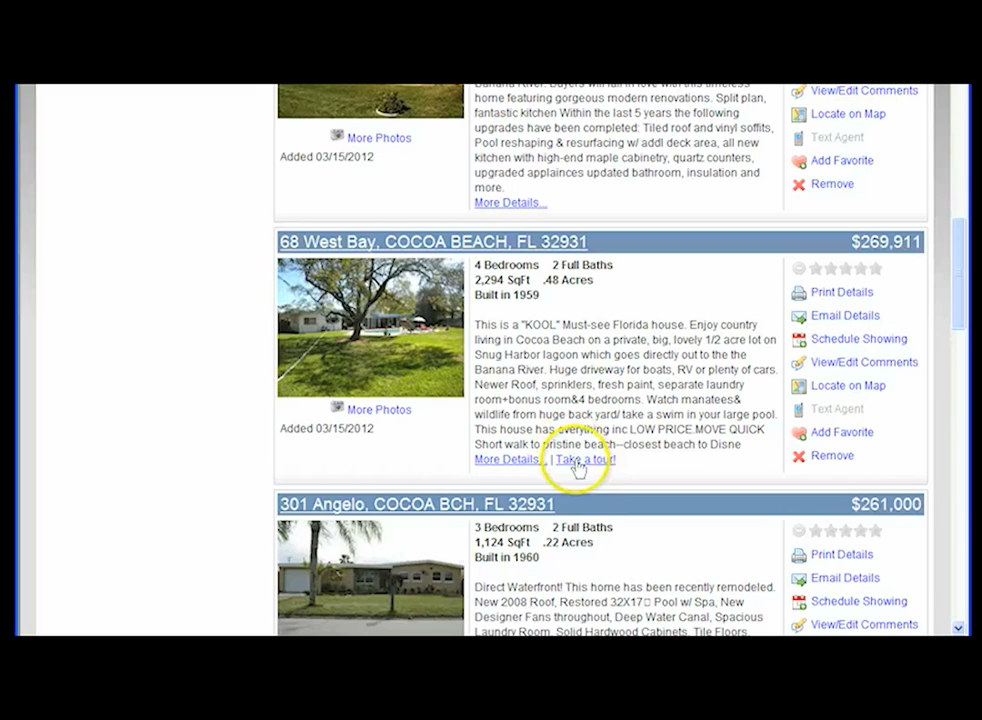 Banana River. Buyers will fall in love with this timeless
home featuring gorgeous modern renovations. Split plan,
fantastic kitchen Within the last 5 years the following
upgrades have been completed: Tiled roof and vinyl soffits,
Pool reshaping & resurfacing w/ addl deck area, all new
kitchen with high-end maple cabinetry, quartz counters,
upgraded applainces updated bathroom, insulation and
more.
More Details...
More Photos
Added 03/15/2012
View/Edit Comments
Locate on Map
Text Agent
Add Favorite
Remove
68 West Bay, COCOA BEACH, FL 32931 $269,911
4 Bedrooms 2 Full Baths
2,294 SqFt .48 Acres
Built in 1959
This is a "KOOL" Must-see Florida house. Enjoy country
living in Cocoa Beach on a private, big, lovely 1/2 acre lot on
Snug Harbor lagoon which goes directly out to the the
Banana River. Huge driveway for boats, RV or plenty of cars.
Newer Roof, sprinklers, fresh paint, separate laundry
room+bonus room&4 bedrooms. Watch manatees&
wildlife from huge back yard/ take a swim in your large pool.
This house has everything inc LOW PRICE.MOVE QUICK
Short walk to pristine beach--closest beach to Disne
More Details... | Take a tour!
More Photos
Added 03/15/2012
Print Details
Email Details
Schedule Showing
View/Edit Comments
Locate on Map
Text Agent
Add Favorite
Remove
301 Angelo, COCOA BCH, FL 32931 $261,000
3 Bedrooms 2 Full Baths
1,124 SqFt .22 Acres
Built in 1960
Direct Waterfront! This home has been recently remodeled.
New 2008 Roof, Restored 32X17 Pool w/ Spa, New
Designer Fans throughout, Deep Water Canal, Spacious
Laundry Room, Solid Hardwood Cabinets, Tile Floors,
Print Details
Email Details
Schedule Showing
View/Edit Comments